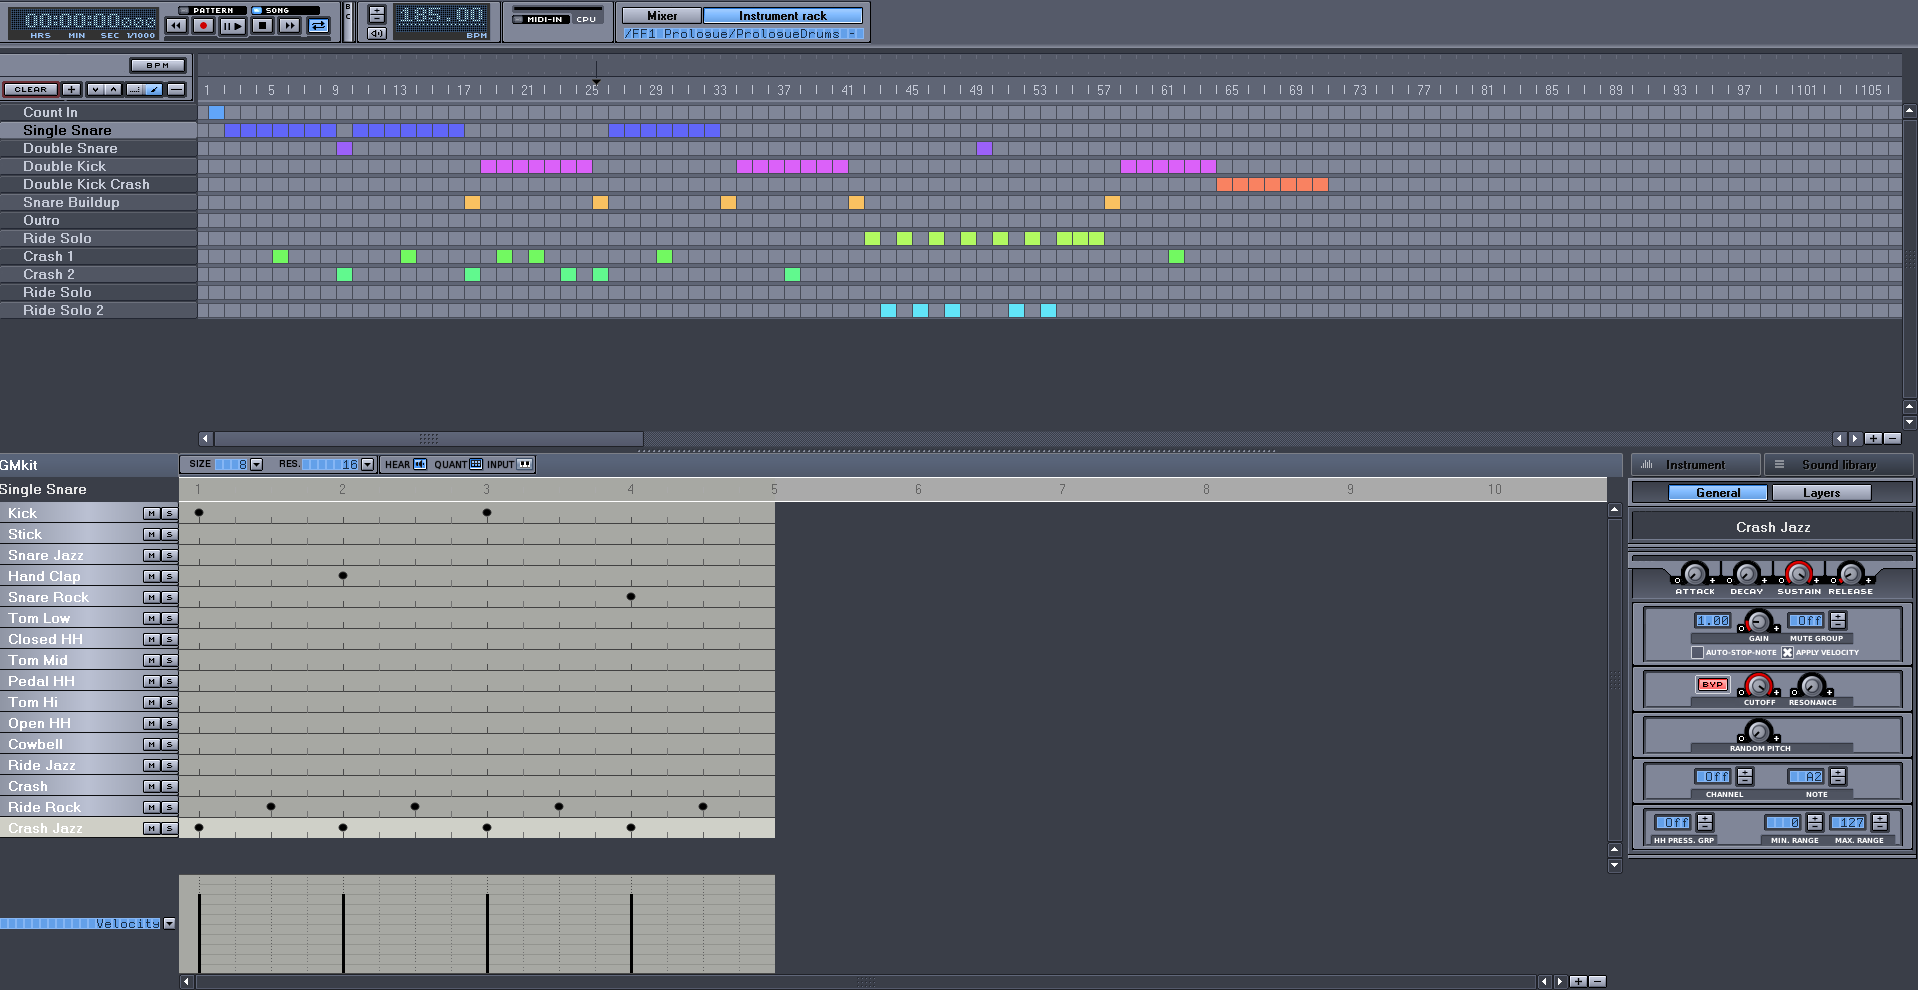 00:00:00:000
HRS MIN SEC 1/1000
PATTERN SONG
B C
185.00
BPM
MIDI-IN CPU
Mixer Instrument rack
/FF1 Prologue/PrologueDrums -
BPM
CLEAR
1 5 9 13 17 21 25 29 33 37 41 45 49 53 57 61 65 69 73 77 81 85 89 93 97 101 105
Count In
Single Snare
Double Snare
Double Kick
Double Kick Crash
Snare Buildup
Outro
Ride Solo
Crash 1
Crash 2
Ride Solo
Ride Solo 2
GMkit
SIZE 8 RES. 16 HEAR QUANT INPUT
Single Snare
1 2 3 4 5 6 7 8 9 10
Kick M S
Stick M S
Snare Jazz M S
Hand Clap M S
Snare Rock M S
Tom Low M S
Closed HH M S
Tom Mid M S
Pedal HH M S
Tom Hi M S
Open HH M S
Cowbell M S
Ride Jazz M S
Crash M S
Ride Rock M S
Crash Jazz M S
Velocity
Instrument Sound library
General Layers
Crash Jazz
ATTACK DECAY SUSTAIN RELEASE
1.00 Off
GAIN MUTE GROUP
AUTO-STOP-NOTE APPLY VELOCITY
BYP
CUTOFF RESONANCE
RANDOM PITCH
Off A2
CHANNEL NOTE
Off 0 127
HH PRESS. GRP MIN. RANGE MAX. RANGE